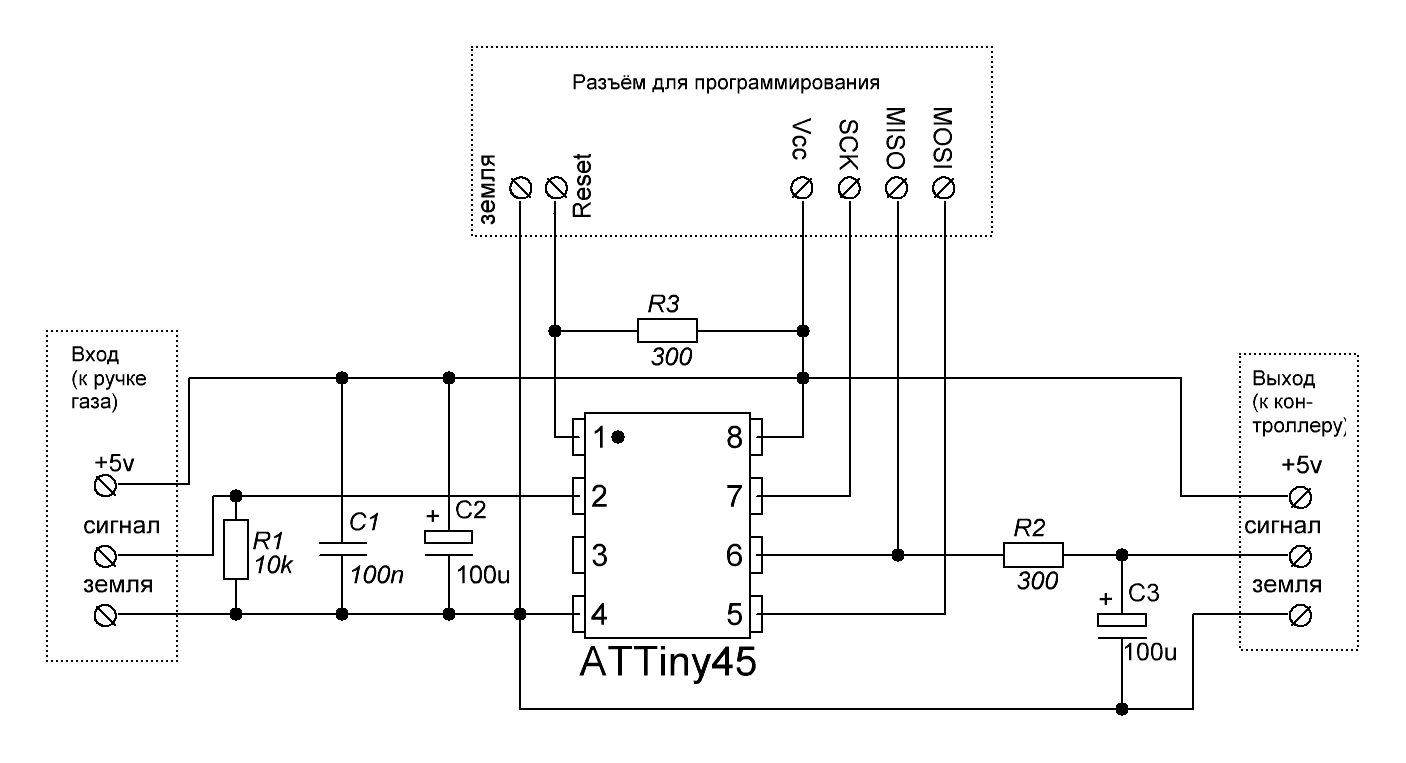 Разъём для программирования
земля
Reset
Vcc
SCK
MISO
MOSI
R3
300
Вход
(к ручке
газа)
+5v
сигнал
земля
R1
10k
C1
100n
+ C2
100u
1
2
3
4
8
7
6
5
ATTiny45
R2
300
+ C3
100u
Выход
(к кон-
троллеру)
+5v
сигнал
земля